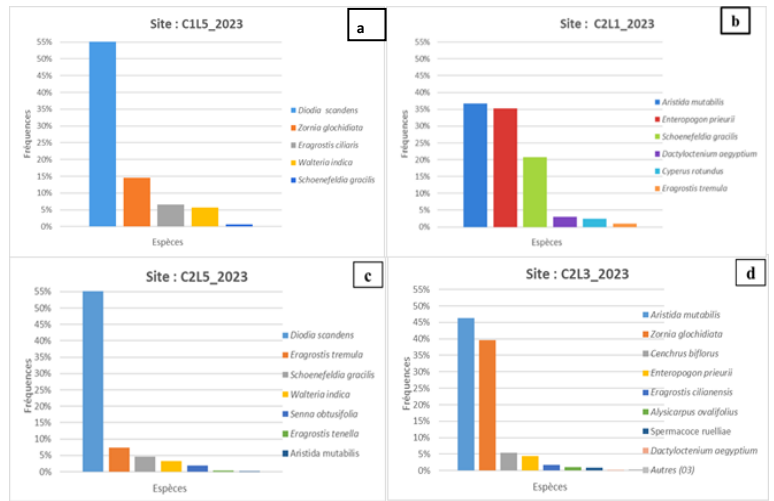 Site : C1L5_2023
a
Fréquences
55%
50%
45%
40%
35%
30%
25%
20%
15%
10%
5%
0%
Espèces
Diodia scandens
Zornia glochidiata
Eragrostis ciliaris
Walteria indica
Schoenefeldia gracilis
Site : C2L1_2023
b
Fréquences
55%
50%
45%
40%
35%
30%
25%
20%
15%
10%
5%
0%
Espèces
Aristida mutabilis
Enteropogon prieurii
Schoenefeldia gracilis
Dactyloctenium aegyptium
Cyperus rotundus
Eragrostis tremula
Site : C2L5_2023
c
Fréquences
55%
50%
45%
40%
35%
30%
25%
20%
15%
10%
5%
0%
Espèces
Diodia scandens
Eragrostis tremula
Schoenefeldia gracilis
Walteria indica
Senna obtusifolia
Eragrostis tenella
Aristida mutabilis
Site : C2L3_2023
d
Fréquences
55%
50%
45%
40%
35%
30%
25%
20%
15%
10%
5%
0%
Espèces
Aristida mutabilis
Zornia glochidiata
Cenchrus biflorus
Enteropogon prieurii
Eragrostis cilianensis
Alysicarpus ovalifolius
Spermacoce ruelliae
Dactyloctenium aegyptium
Autres (03)